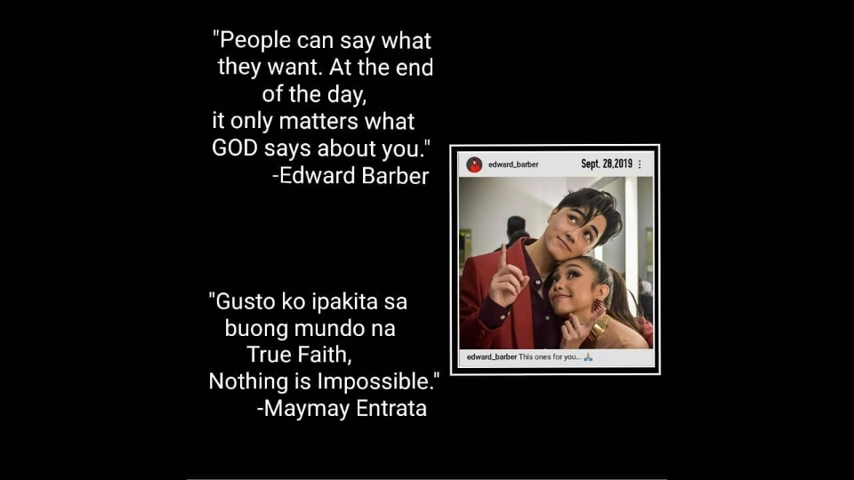 "People can say what
they want. At the end
of the day,
it only matters what
GOD says about you."
-Edward Barber
"Gusto ko ipakita sa
buong mundo na
True Faith,
Nothing is Impossible."
-Maymay Entrata
edward_barber Sept. 28,2019
edward_barber This ones for you...